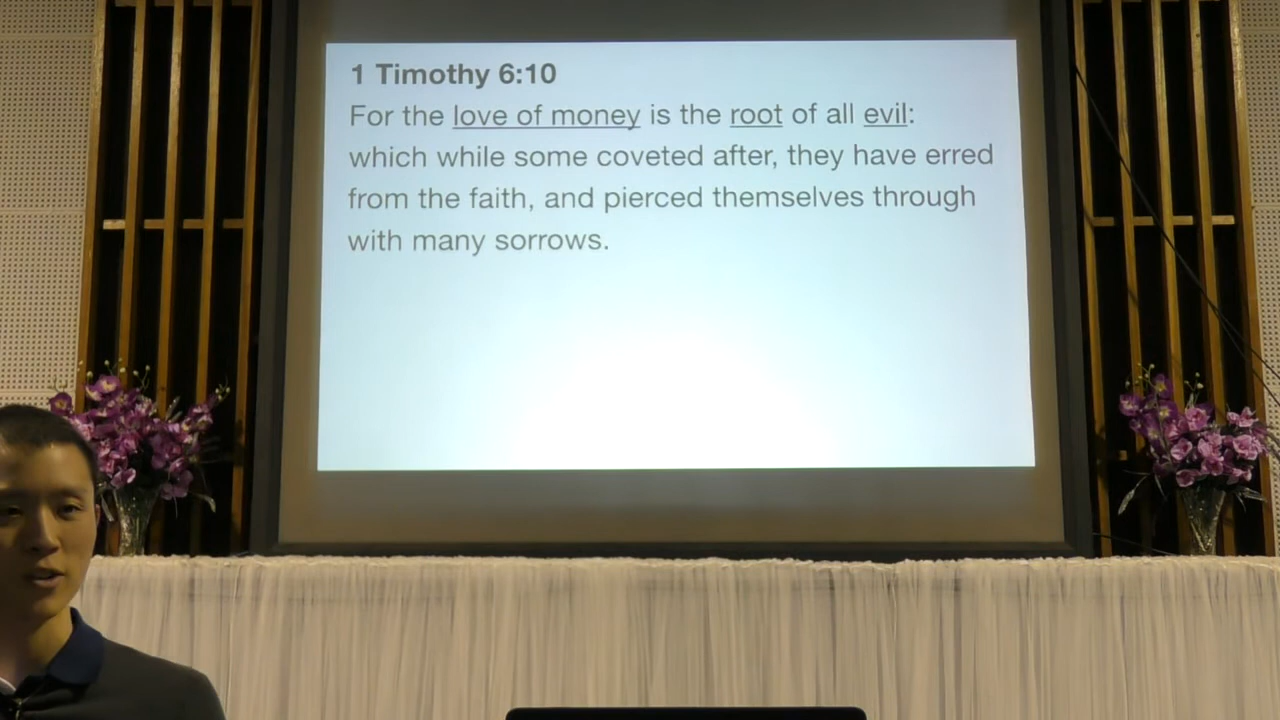 1 Timothy 6:10
For the love of money is the root of all evil:
which while some coveted after, they have erred
from the faith, and pierced themselves through
with many sorrows.